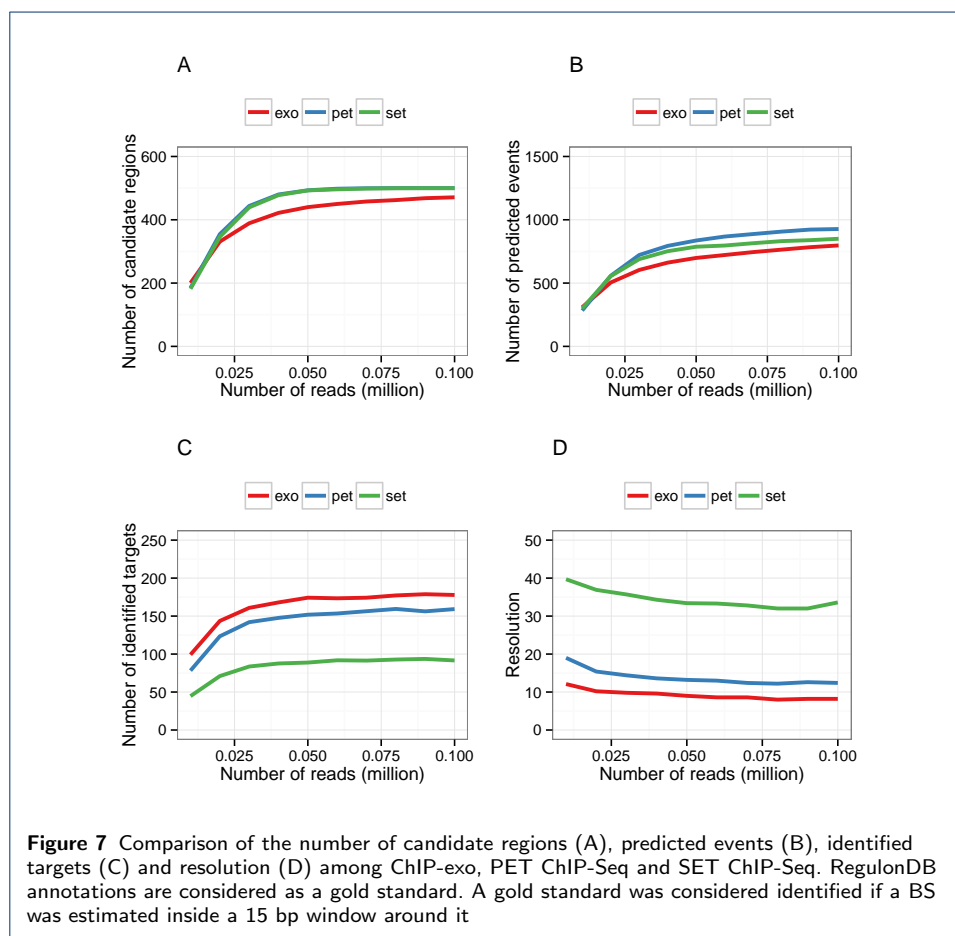 A
exo pet set
Number of candidate regions
600
400
200
0
0.025 0.050 0.075 0.100
Number of reads (million)
B
exo pet set
Number of predicted events
1500
1000
500
0
0.025 0.050 0.075 0.100
Number of reads (million)
C
exo pet set
Number of identified targets
250
200
150
100
50
0
0.025 0.050 0.075 0.100
Number of reads (million)
D
exo pet set
Resolution
50
40
30
20
10
0
0.025 0.050 0.075 0.100
Number of reads (million)
Figure 7 Comparison of the number of candidate regions (A), predicted events (B), identified
targets (C) and resolution (D) among ChIP-exo, PET ChIP-Seq and SET ChIP-Seq. RegulonDB
annotations are considered as a gold standard. A gold standard was considered identified if a BS
was estimated inside a 15 bp window around it